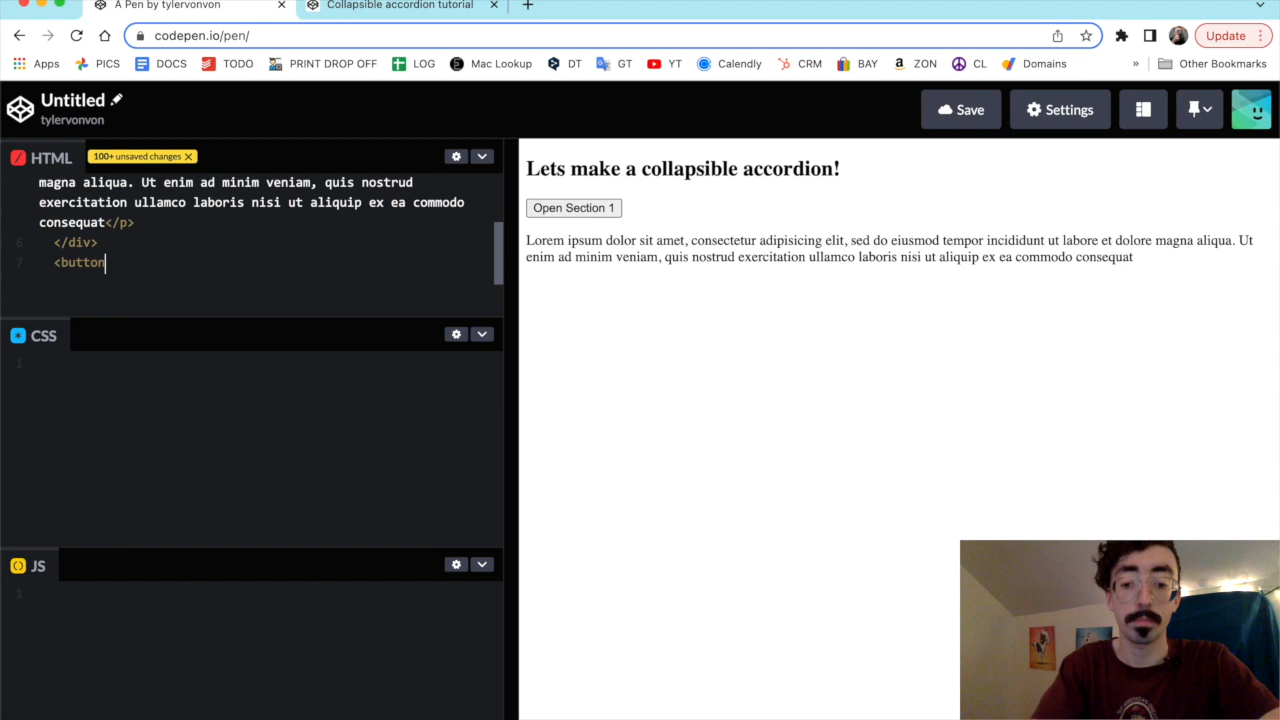 A Pen by tylervonvon
Collapsible accordion tutorial
codepen.io/pen/
Update
Apps PICS DOCS TODO PRINT DROP OFF LOG Mac Lookup DT GT YT Calendly CRM BAY ZON CL Domains » Other Bookmarks
Untitled
tylervonvon
Save
Settings
HTML
100+ unsaved changes X
magna aliqua. Ut enim ad minim veniam, quis nostrud
exercitation ullamco laboris nisi ut aliquip ex ea commodo
consequat</p>
6 </div>
7 <button
CSS
1
JS
1
Lets make a collapsible accordion!
Open Section 1
Lorem ipsum dolor sit amet, consectetur adipisicing elit, sed do eiusmod tempor incididunt ut labore et dolore magna aliqua. Ut
enim ad minim veniam, quis nostrud exercitation ullamco laboris nisi ut aliquip ex ea commodo consequat